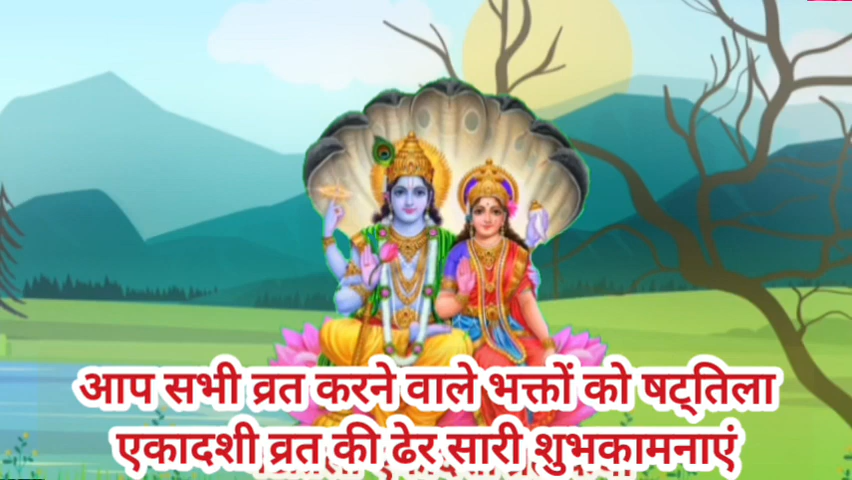 आप सभी व्रत करने वाले भक्तों को षट्तिला
एकादशी व्रत की ढेर सारी शुभकामनाएं